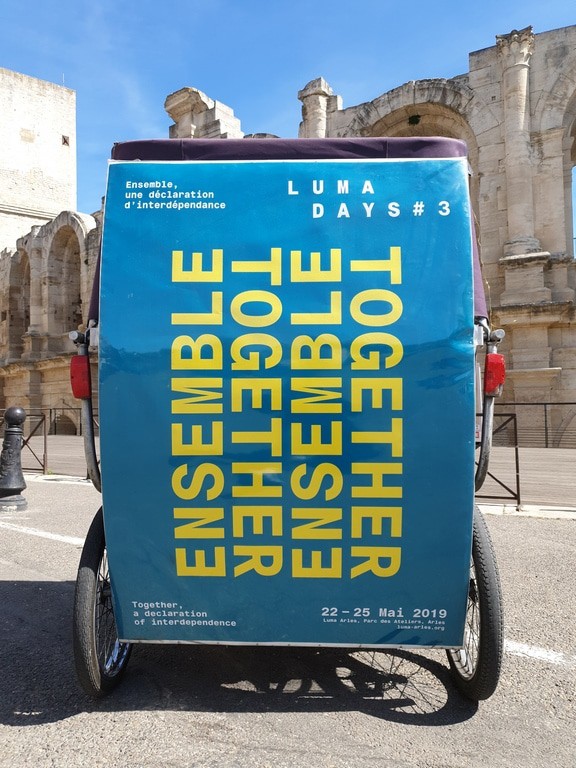 Ensemble,
une déclaration
d'interdépendance
LUMA
DAYS#3
ENSEMBLE
TOGETHER
ENSEMBLE
TOGETHER
Together,
a declaration
of interdependence
22–25 Mai 2019
Luma Arles, Parc des Ateliers, Arles
luma-arles.org